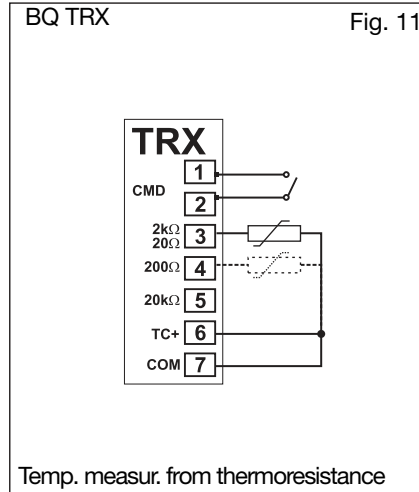 BQ TRX
Fig. 11
TRX
CMD
1
2
2kΩ
20Ω
3
200Ω
4
20kΩ
5
TC+
6
COM
7
Temp. measur. from thermoresistance